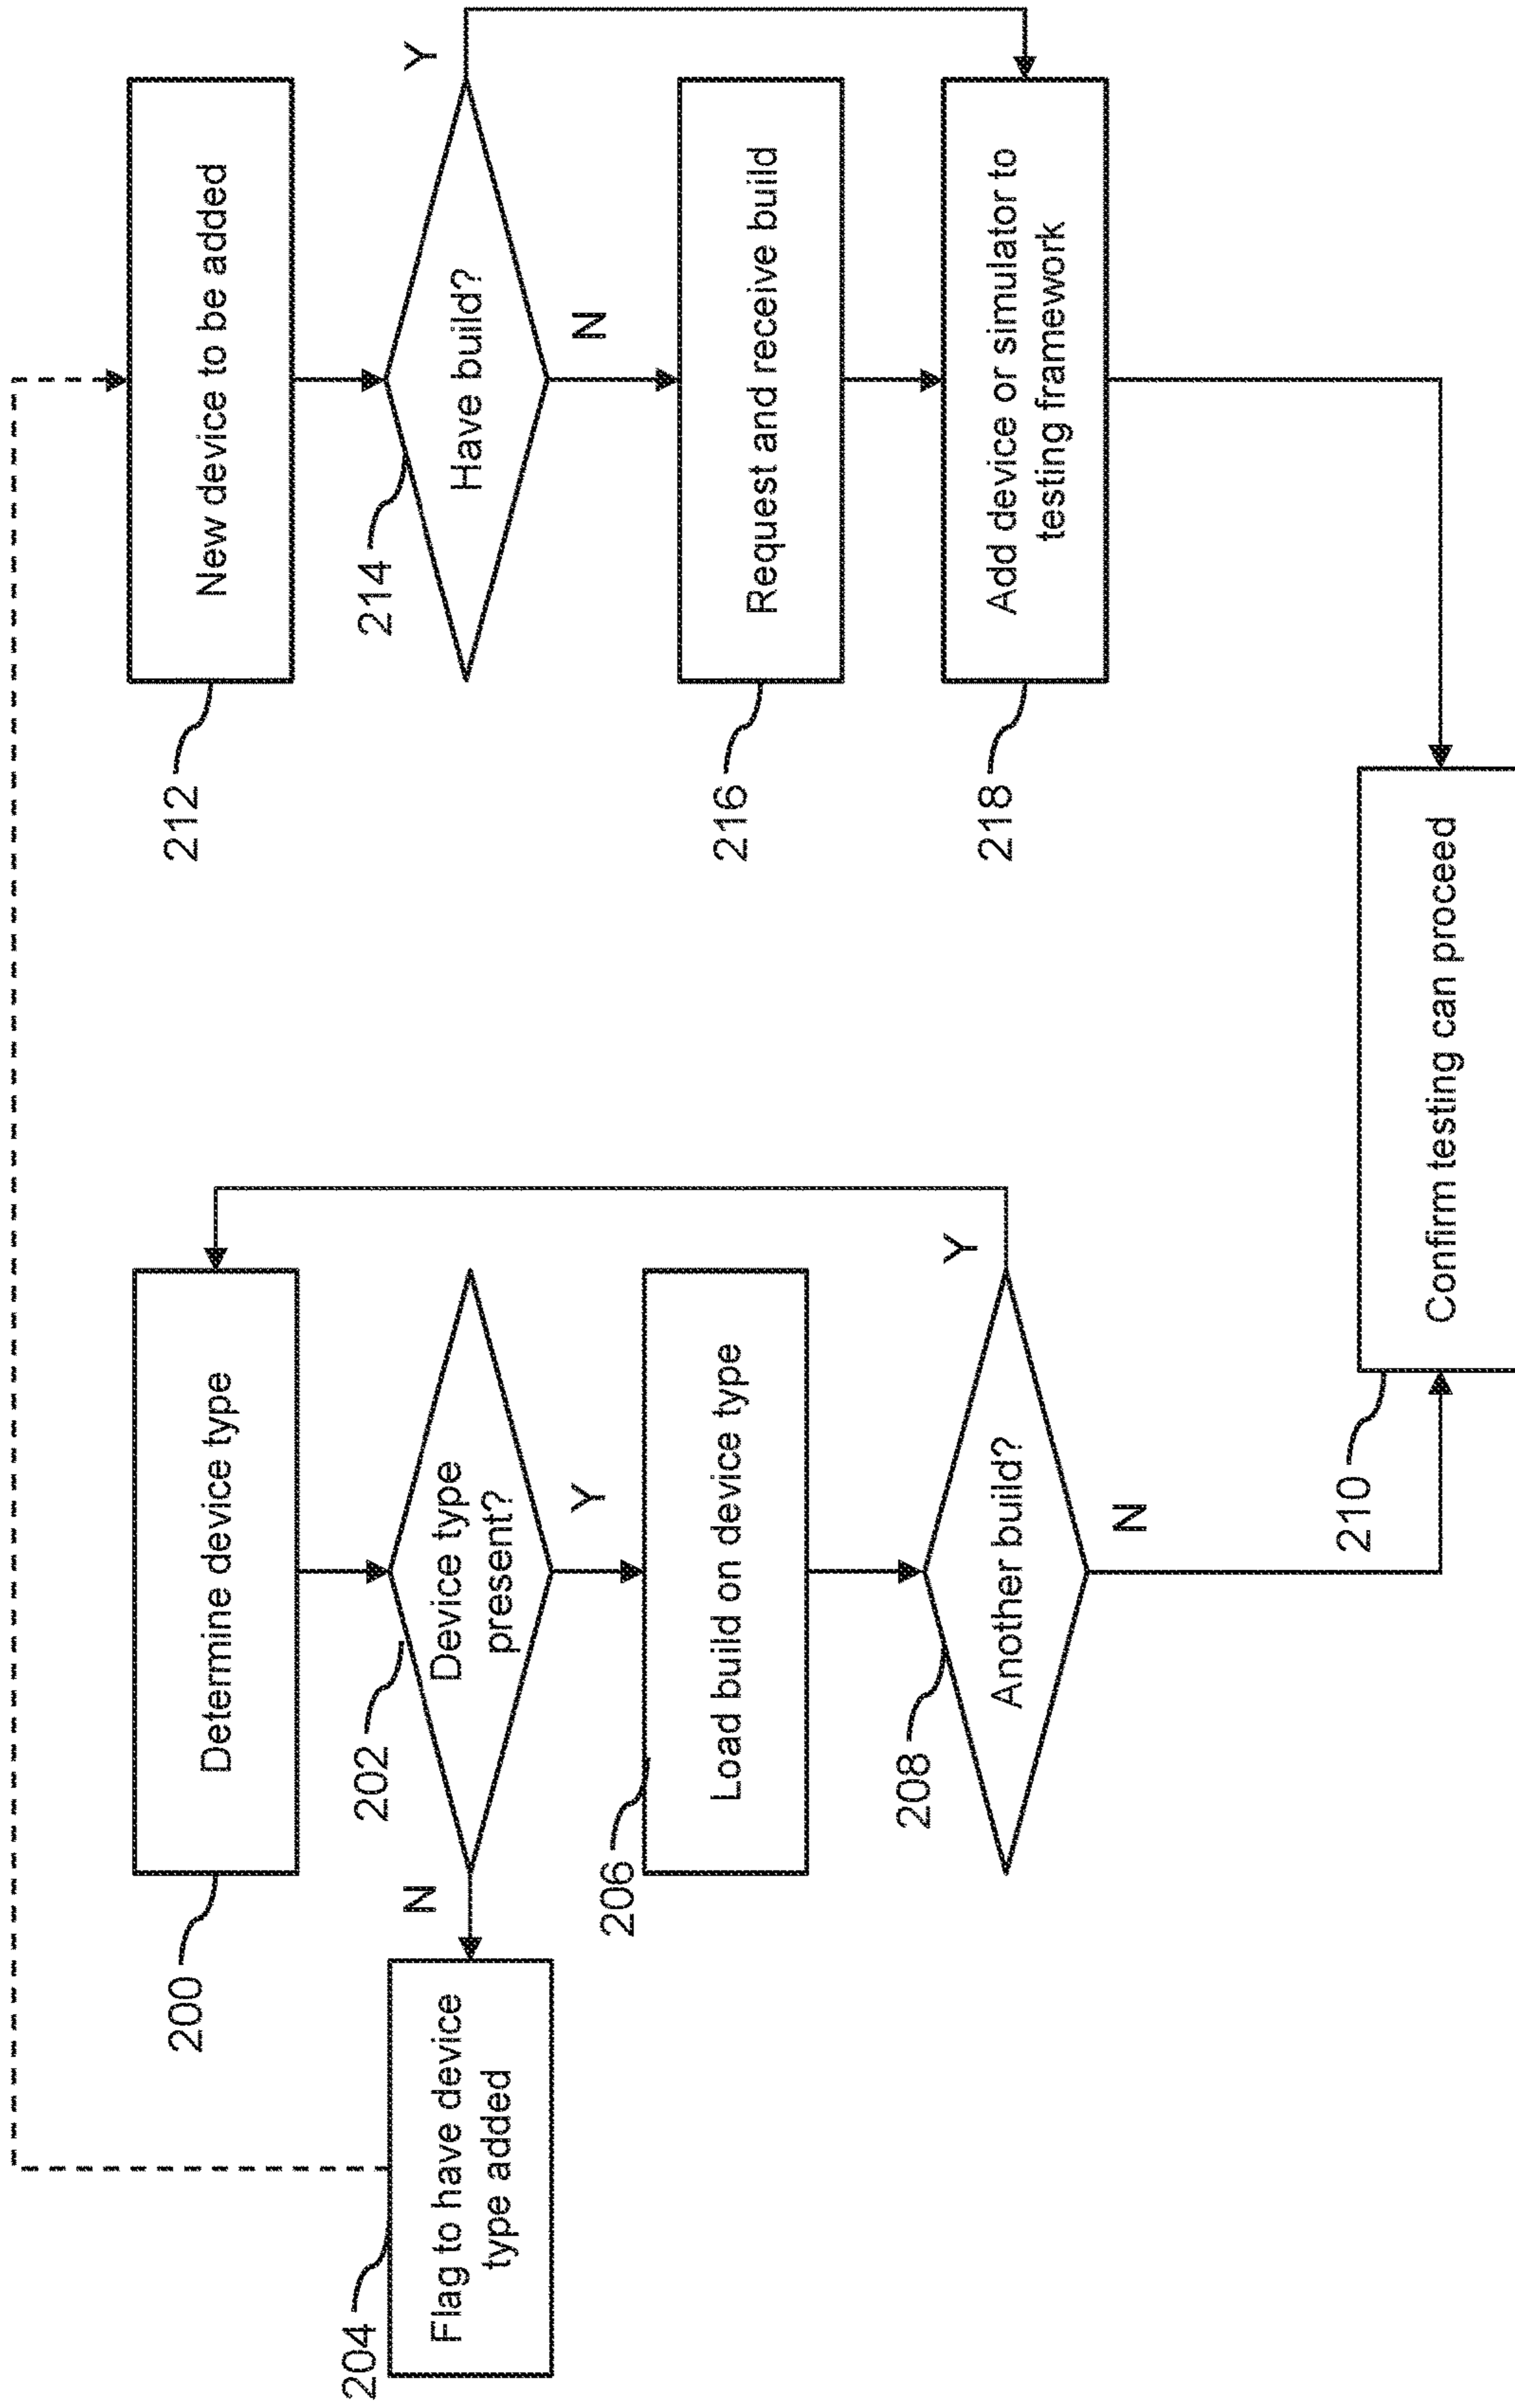 200
Determine device type
202
Device type
present?
N
Y
204
Flag to have device
type added
206
Load build on device type
208
Another build?
Y
N
210
Confirm testing can proceed
212
New device to be added
214
Have build?
Y
N
216
Request and receive build
218
Add device or simulator to
testing framework